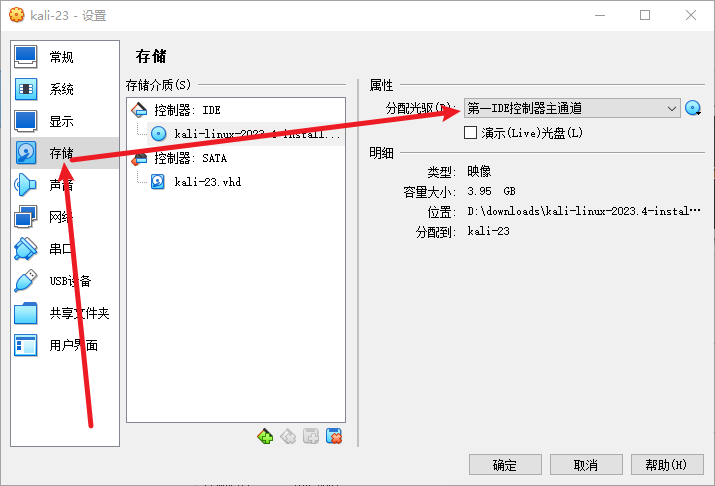 kali-23 - 设置
常规
系统
显示
存储
声音
网络
串口
USB设备
共享文件夹
用户界面
存储
存储介质(S)
控制器: IDE
kali-linux-2023.4-install...
控制器: SATA
kali-23.vhd
属性
分配光驱(D): 第一IDE控制器主通道
演示(Live)光盘(L)
明细
类型: 映像
容量大小: 3.95 GB
位置: D:\downloads\kali-linux-2023.4-instal...
分配到: kali-23
确定
取消
帮助(H)